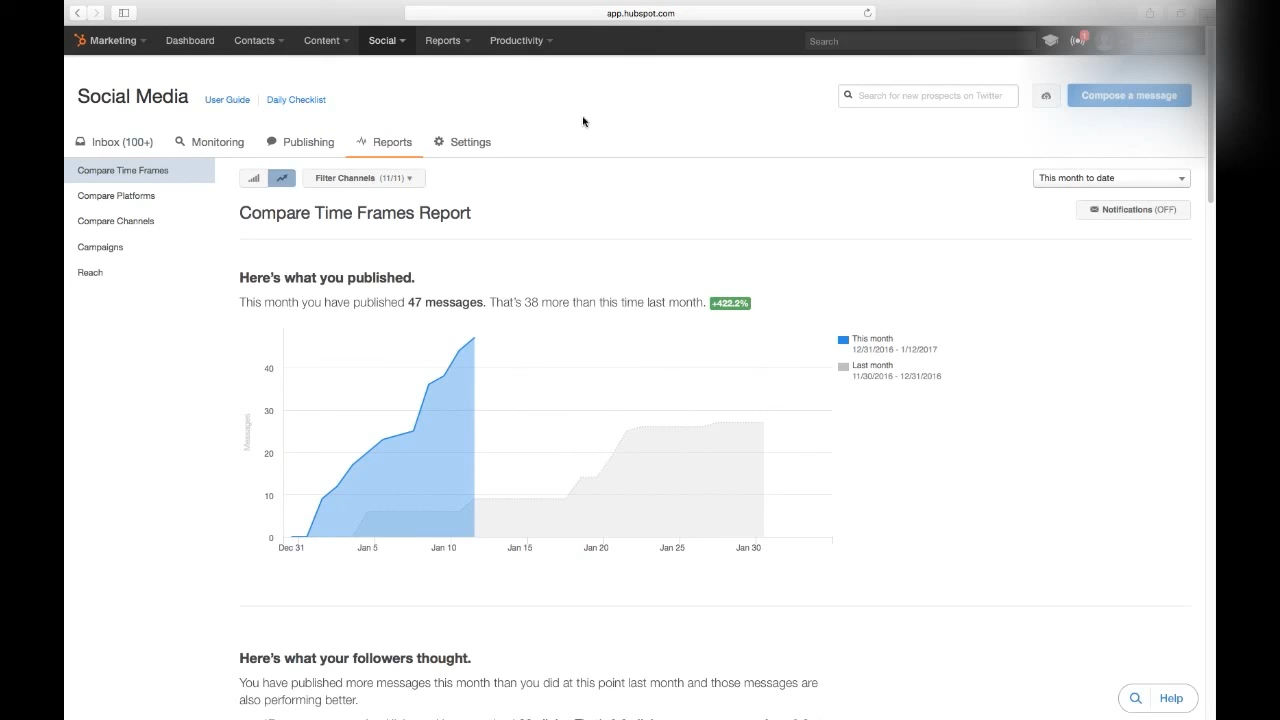 app.hubspot.com
Marketing Dashboard Contacts Content Social Reports Productivity Search 1
Social Media User Guide Daily Checklist Search for new prospects on Twitter Compose a message
Inbox (100+) Monitoring Publishing Reports Settings
Compare Time Frames
Compare Platforms
Compare Channels
Campaigns
Reach
Filter Channels (11/11) This month to date
Compare Time Frames Report Notifications (OFF)
Here's what you published.
This month you have published 47 messages. That's 38 more than this time last month. +422.2%
Messages
40
30
20
10
0
Dec 31 Jan 5 Jan 10 Jan 15 Jan 20 Jan 25 Jan 30
This month
12/31/2016 - 1/12/2017
Last month
11/30/2016 - 12/31/2016
Here's what your followers thought.
You have published more messages this month than you did at this point last month and those messages are
also performing better.
Help